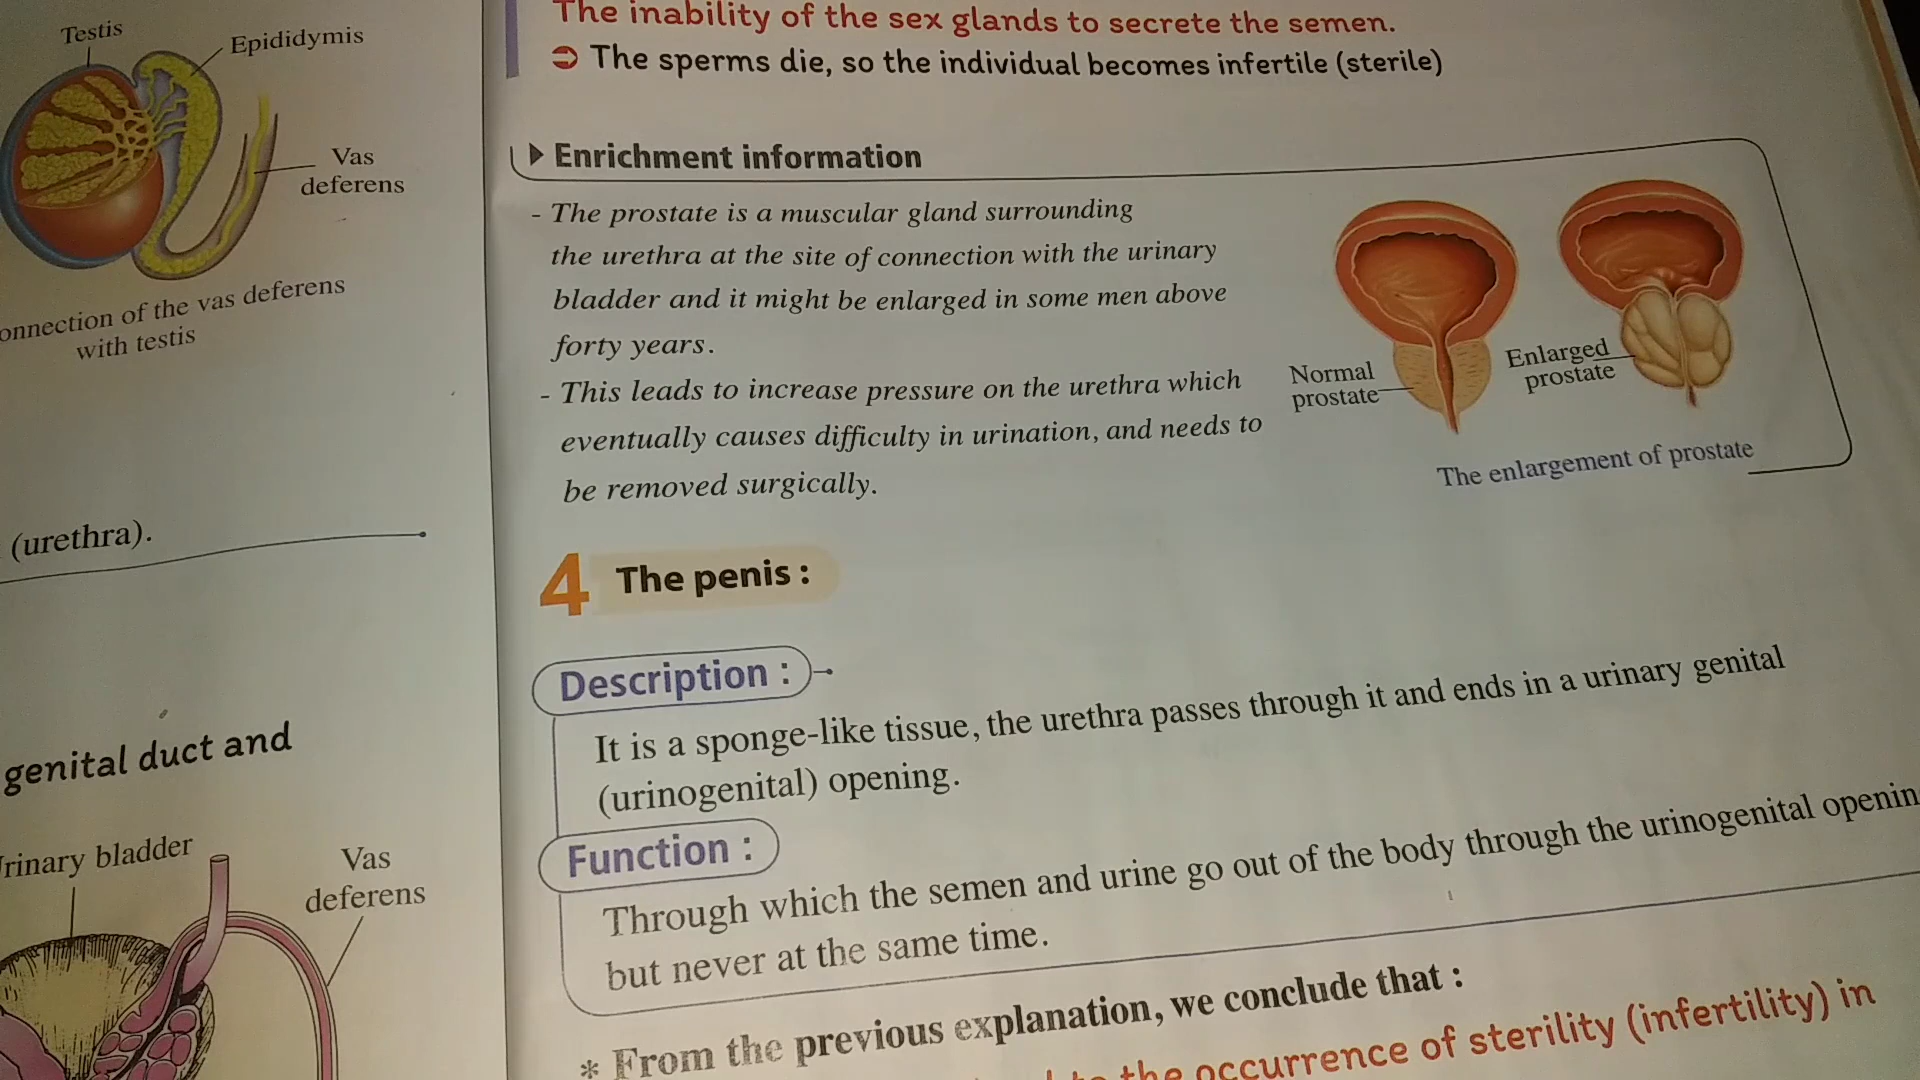 Testis
Epididymis
Vas
deferens
of the vas deferens
with testis
(urethra).
genital duct and
bladder
Vas
deferens
The inability of the sex glands to secrete the semen.
The sperms die, so the individual becomes infertile (sterile)
Enrichment information
- The prostate is a muscular gland surrounding
the urethra at the site of connection with the urinary
bladder and it might be enlarged in some men above
forty years.
- This leads to increase pressure on the urethra which
eventually causes difficulty in urination, and needs to
be removed surgically.
Normal
prostate
Enlarged
prostate
The enlargement of prostate
4 The penis :
Description :
It is a sponge-like tissue, the urethra passes through it and ends in a urinary genital
(urinogenital) opening.
Function :
Through which the semen and urine go out of the body through the urinogenital
but never at the same time.
* From the previous explanation, we conclude that :
the occurrence of sterility (infertility) in